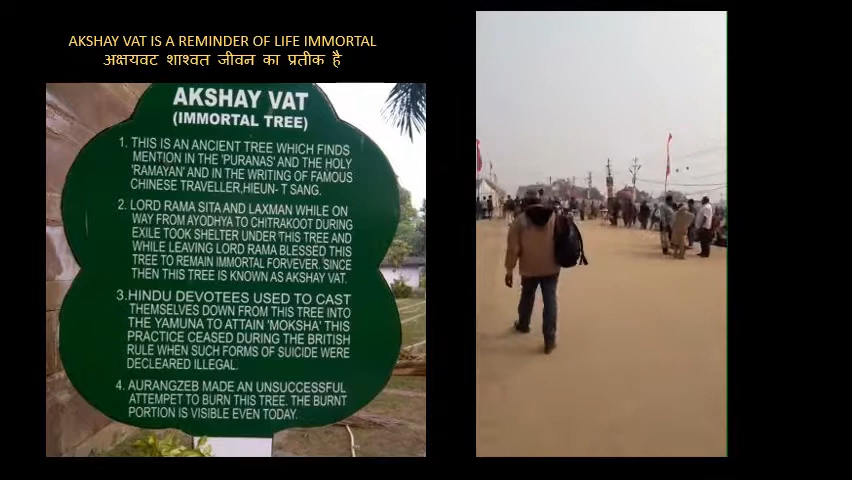 AKSHAY VAT IS A REMINDER OF LIFE IMMORTAL
अक्षयवट शाश्वत जीवन का प्रतीक है
AKSHAY VAT
(IMMORTAL TREE)
1. THIS IS AN ANCIENT TREE WHICH FINDS
MENTION IN THE 'PURANAS' AND THE HOLY
'RAMAYAN' AND IN THE WRITING OF FAMOUS
CHINESE TRAVELLER,HIEUN- T SANG.
2. LORD RAMA SITA AND LAXMAN WHILE ON
WAY FROM AYODHYA TO CHITRAKOOT DURING
EXILE TOOK SHELTER UNDER THIS TREE AND
WHILE LEAVING LORD RAMA BLESSED THIS
TREE TO REMAIN IMMORTAL FORVEVER. SINCE
THEN THIS TREE IS KNOWN AS AKSHAY VAT.
3. HINDU DEVOTEES USED TO CAST
THEMSELVES DOWN FROM THIS TREE INTO
THE YAMUNA TO ATTAIN 'MOKSHA' THIS
PRACTICE CEASED DURING THE BRITISH
RULE WHEN SUCH FORMS OF SUICIDE WERE
DECLEARED ILLEGAL.
4. AURANGZEB MADE AN UNSUCCESSFUL
ATTEMPET TO BURN THIS TREE. THE BURNT
PORTION IS VISIBLE EVEN TODAY.